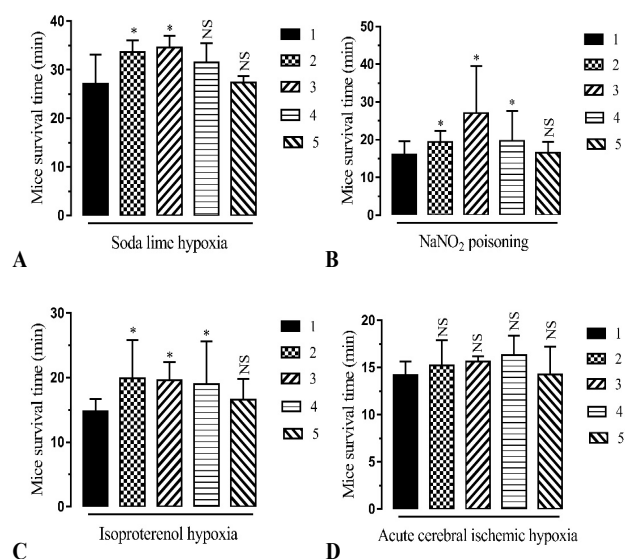 Mice survival time (min)
40
30
20
10
0
*
*
NS
NS
1
2
3
4
5
Soda lime hypoxia
A
Mice survival time (min)
50
40
30
20
10
0
*
*
*
NS
1
2
3
4
5
NaNO₂ poisoning
B
Mice survival time (min)
30
20
10
0
*
*
*
NS
1
2
3
4
5
Isoproterenol hypoxia
C
Mice survival time (min)
20
15
10
5
0
NS
NS
NS
NS
1
2
3
4
5
Acute cerebral ischemic hypoxia
D